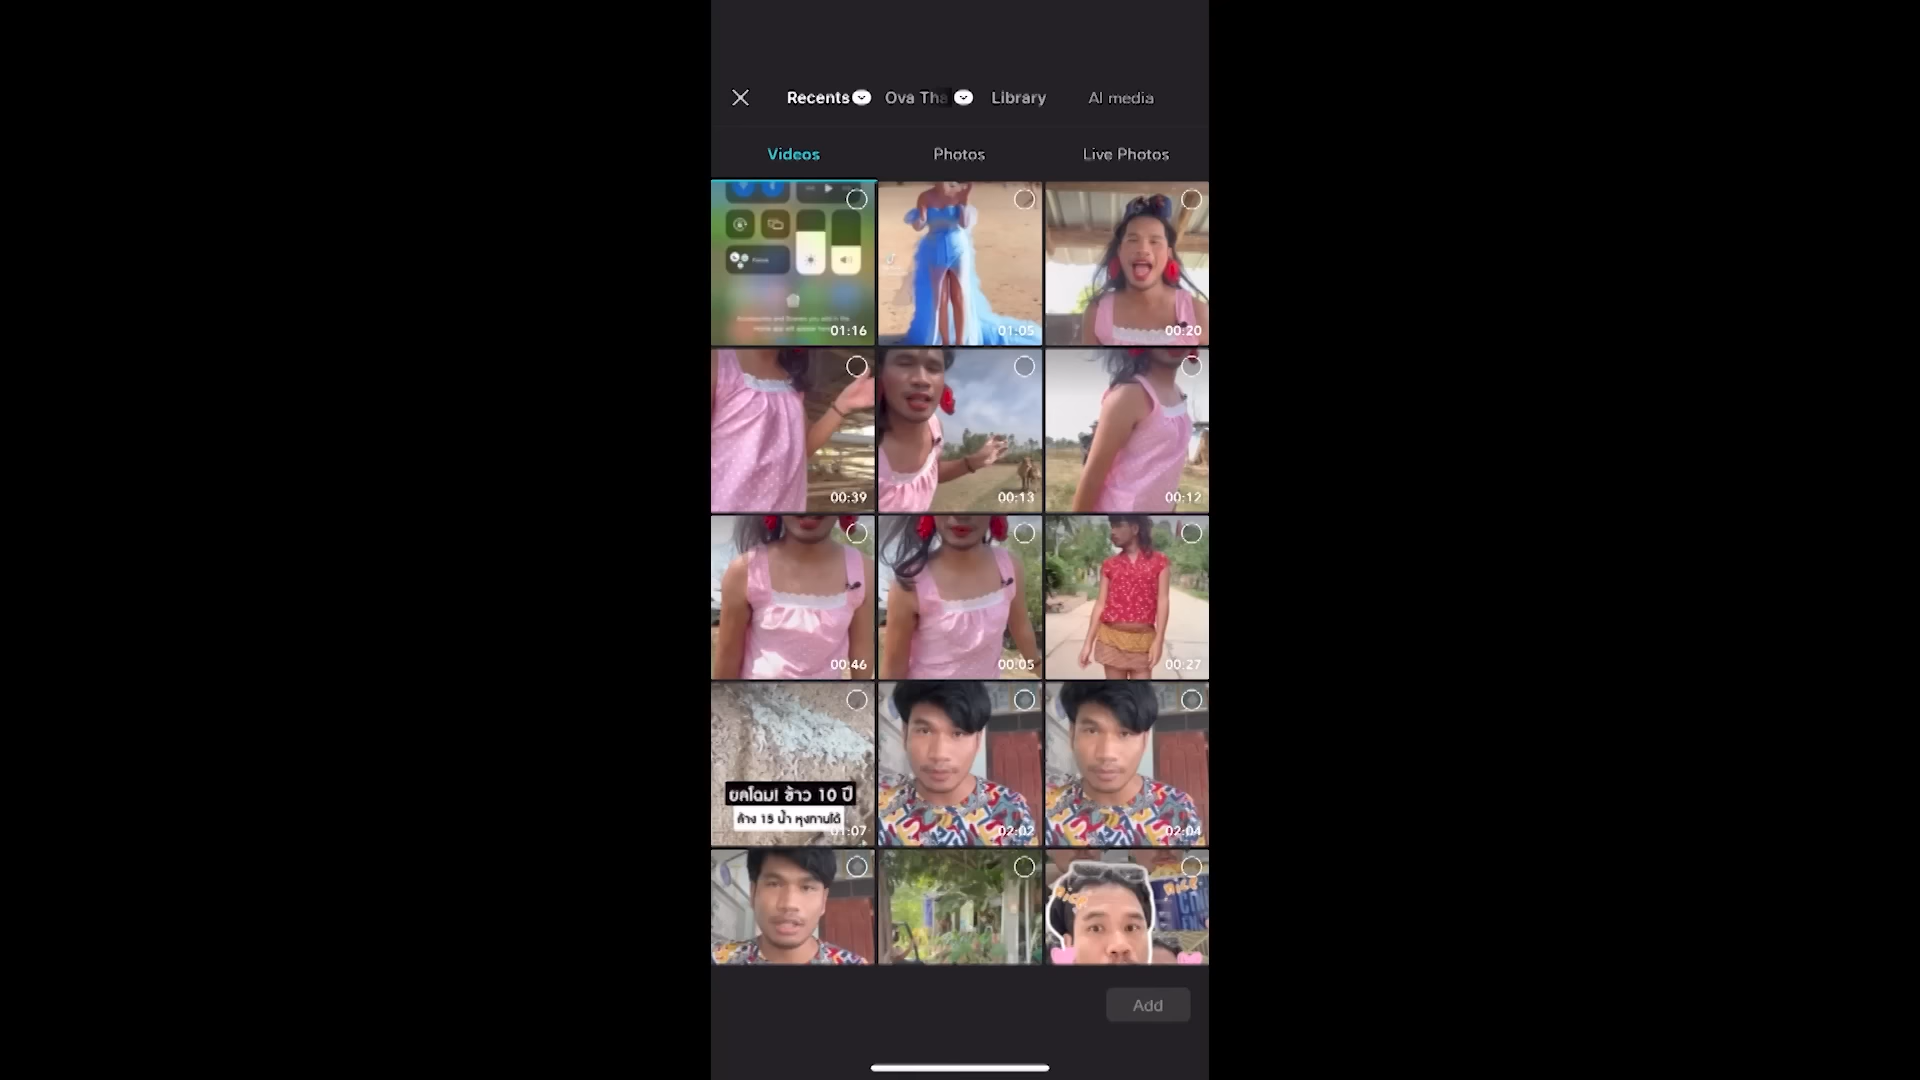 Recents Ova Tha Library AI media
Videos Photos Live Photos
Focus
01:16 01:05 00:20
00:39 00:13 00:12
00:46 00:05 00:27
ยลโฉม! ข้าว 10 ปี
ล้าง 15 น้ำ หุงทานได้
01:07 02:02 02:04
Add